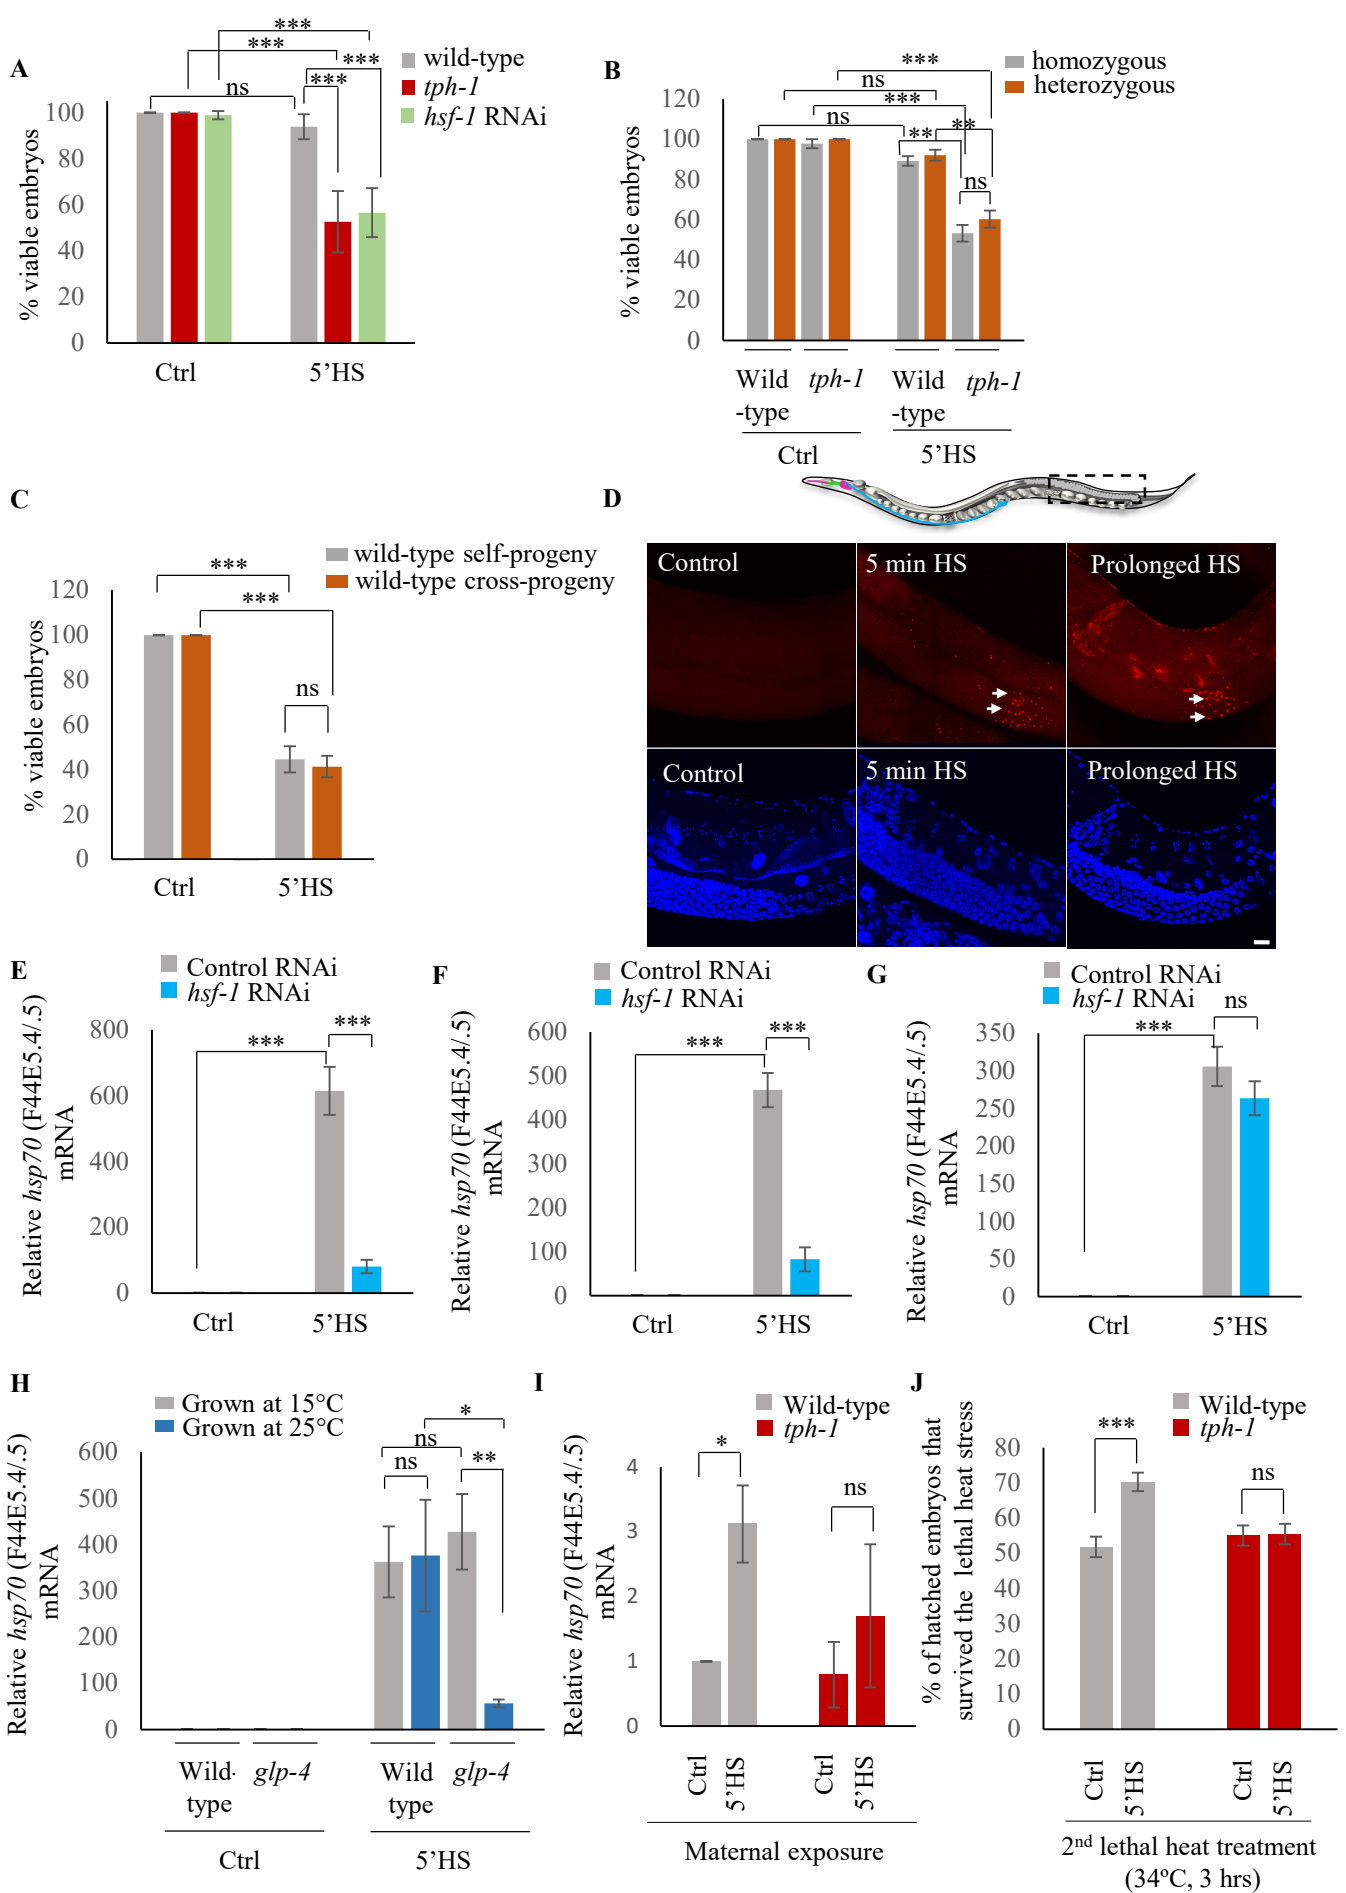 A
***
***
***
***
ns
wild-type
tph-1
hsf-1 RNAi
% viable embryos
100
80
60
40
20
0
Ctrl
5’HS
B
homozygous
heterozygous
***
ns
***
ns
**
**
ns
% viable embryos
120
100
80
60
40
20
0
Wild
-type
tph-1
Wild
-type
tph-1
Ctrl
5’HS
C
wild-type self-progeny
wild-type cross-progeny
***
***
ns
% viable embryos
120
100
80
60
40
20
0
Ctrl
5’HS
D
Control
5 min HS
Prolonged HS
Control
5 min HS
Prolonged HS
E
Control RNAi
hsf-1 RNAi
***
***
Relative hsp70 (F44E5.4/.5)
mRNA
800
600
400
200
0
Ctrl
5’HS
F
Control RNAi
hsf-1 RNAi
***
***
Relative hsp70 (F44E5.4/.5)
mRNA
600
500
400
300
200
100
0
Ctrl
5’HS
G
Control RNAi
hsf-1 RNAi
ns
***
Relative hsp70 (F44E5.4/.5)
mRNA
350
300
250
200
150
100
50
0
Ctrl
5’HS
H
Grown at 15°C
Grown at 25°C
*
ns
ns
**
Relative hsp70 (F44E5.4/.5)
mRNA
600
500
400
300
200
100
0
Wild-
type
glp-4
Wild
type
glp-4
Ctrl
5’HS
I
Wild-type
tph-1
*
ns
Relative hsp70 (F44E5.4/.5)
mRNA
4
3
2
1
0
Ctrl
5’HS
Ctrl
5’HS
Maternal exposure
J
Wild-type
tph-1
***
ns
% of hatched embryos that
survived the lethal heat stress
80
70
60
50
40
30
20
10
0
Ctrl
5’HS
Ctrl
5’HS
2nd lethal heat treatment
(34ºC, 3 hrs)